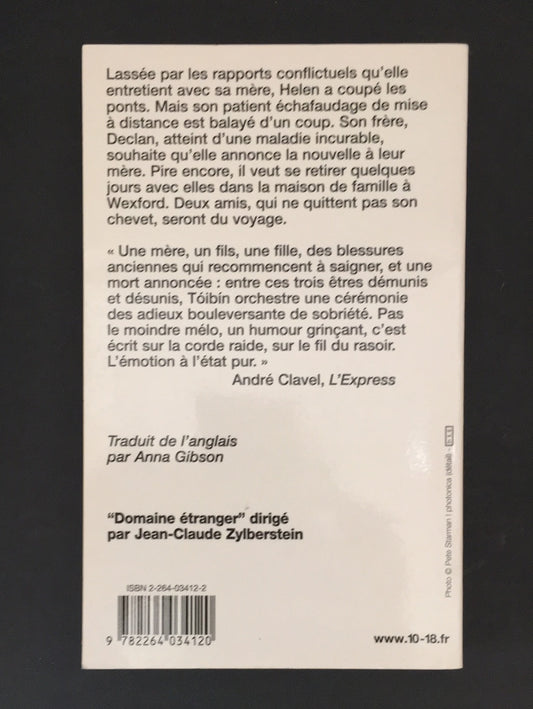 Lassée par les rapports conflictuels qu'elle
entretient avec sa mère, Helen a coupé les
ponts. Mais son patient échafaudage de mise
à distance est balayé d'un coup. Son frère,
Declan, atteint d'une maladie incurable,
souhaite qu'elle annonce la nouvelle à leur
mère. Pire encore, il veut se retirer quelques
jours avec elles dans la maison de famille à
Wexford. Deux amis, qui ne quittent pas son
chevet, seront du voyage.
« Une mère, un fils, une fille, des blessures
anciennes qui recommencent à saigner, et une
mort annoncée : entre ces trois êtres démunis
et désunis, Tóibín orchestre une cérémonie
des adieux bouleversante de sobriété. Pas
le moindre mélo, un humour grinçant, c'est
écrit sur la corde raide, sur le fil du rasoir.
L'émotion à l'état pur. »
André Clavel, L'Express
Traduit de l'anglais
par Anna Gibson
"Domaine étranger" dirigé
par Jean-Claude Zylberstein
ISBN 2-264-03412-2
9 782264 034120
www.10-18.fr
Photo © Pete Starman / photonica (détail) -